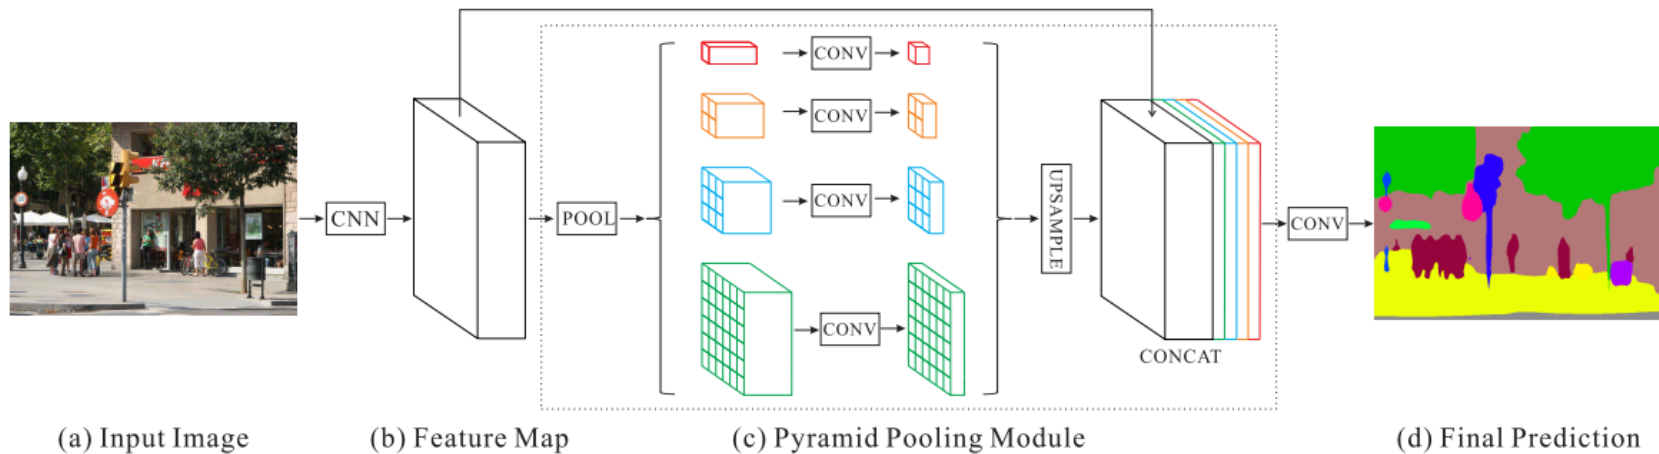 CONV
CONV
CONV
CONV
CNN
POOL
UPSAMPLE
CONV
CONCAT
(a) Input Image
(b) Feature Map
(c) Pyramid Pooling Module
(d) Final Prediction